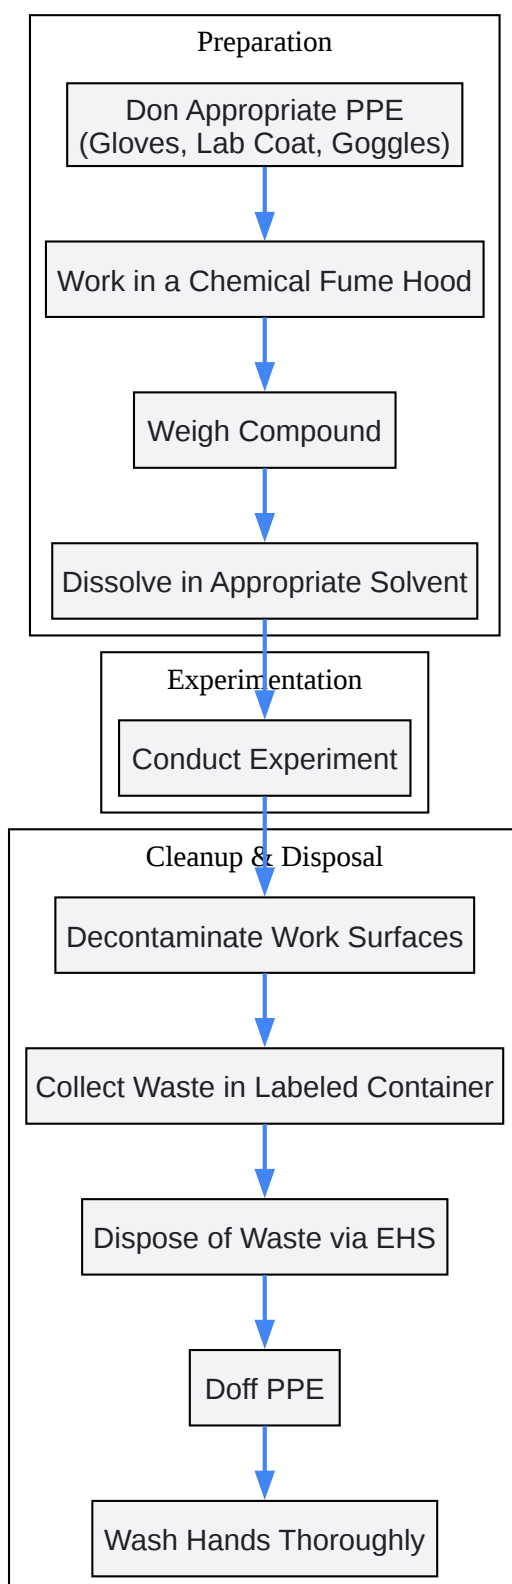 Preparation
Don Appropriate PPE
(Gloves, Lab Coat, Goggles)
Work in a Chemical Fume Hood
Weigh Compound
Dissolve in Appropriate Solvent
Experimentation
Conduct Experiment
Cleanup & Disposal
Decontaminate Work Surfaces
Collect Waste in Labeled Container
Dispose of Waste via EHS
Doff PPE
Wash Hands Thoroughly